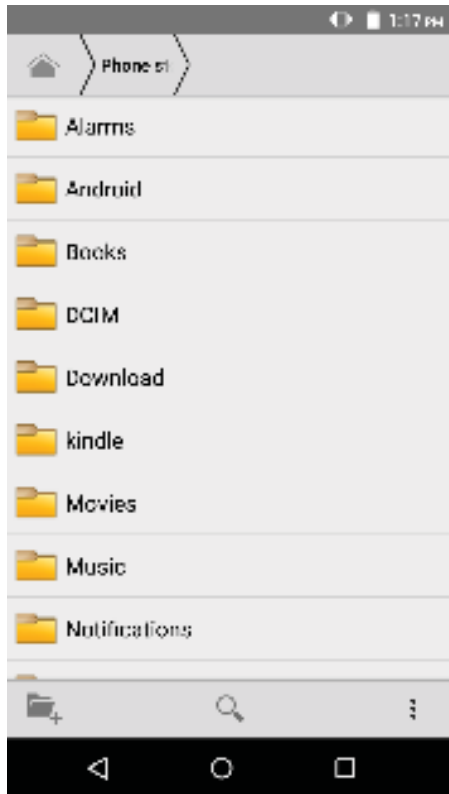 1:17 PM
Phone st
Alarms
Android
Books
DCIM
Download
kindle
Movies
Music
Notifications